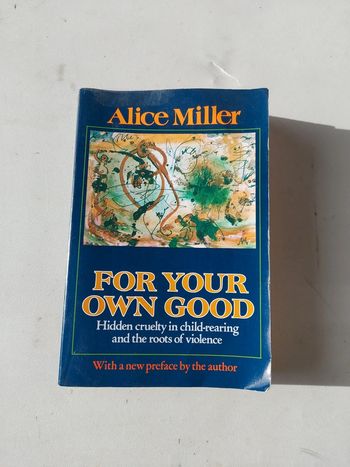 Alice Miller
FOR YOUR
OWN GOOD
Hidden cruelty in child-rearing
and the roots of violence
With a new preface by the author